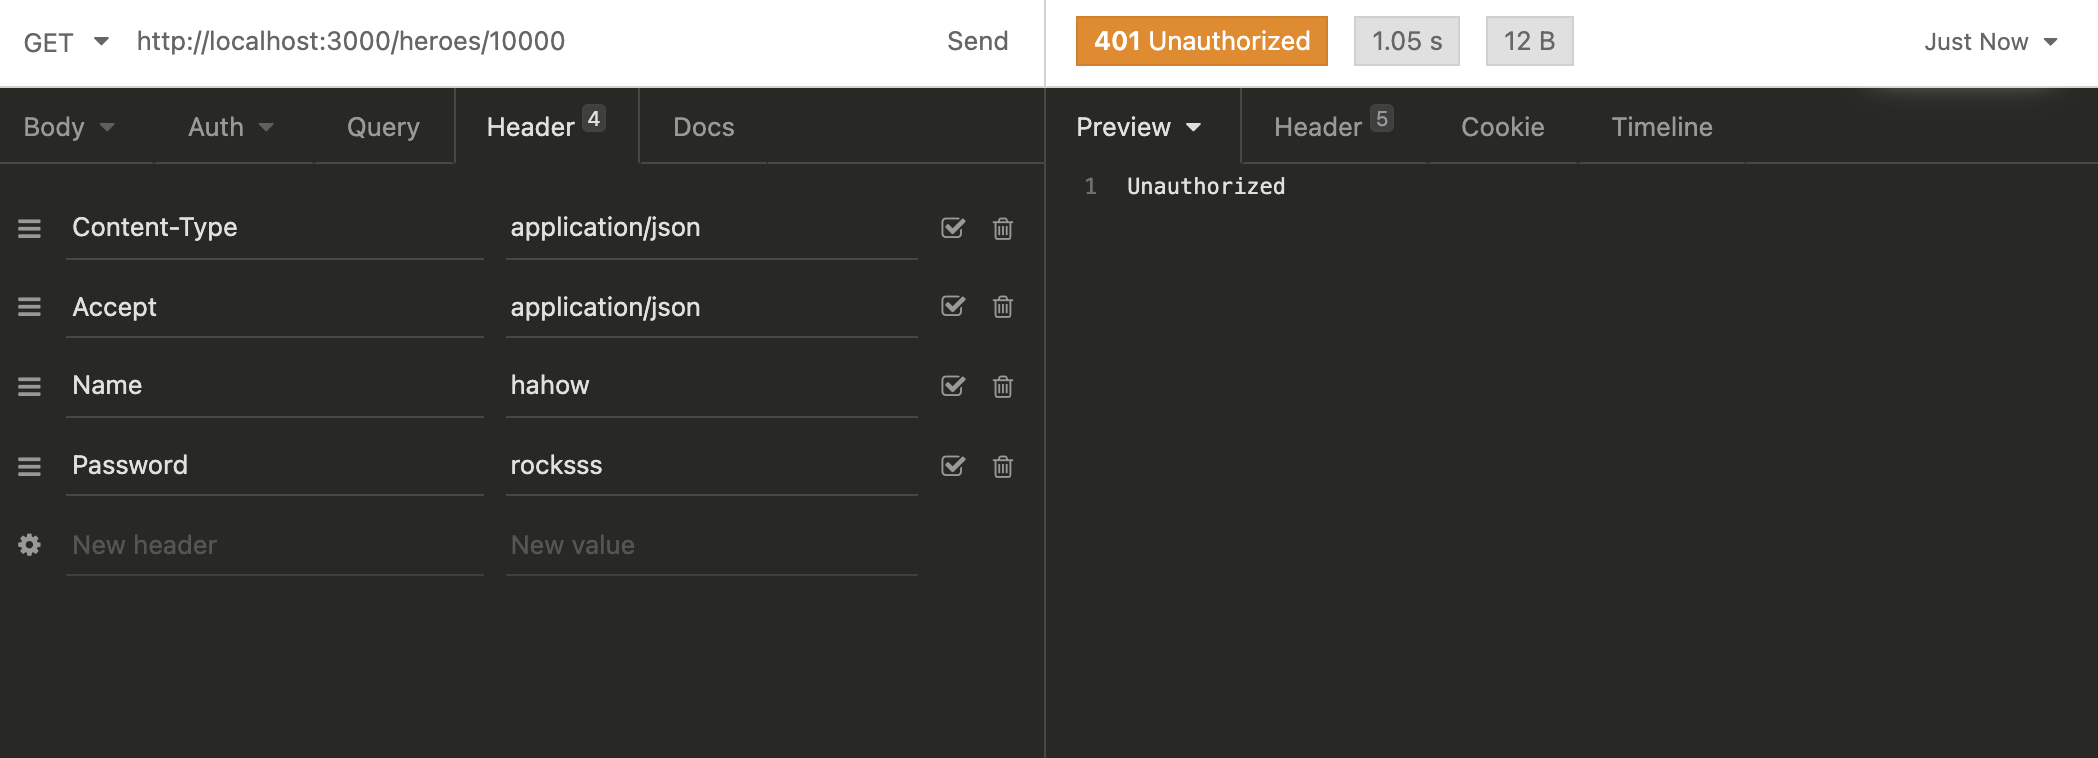 GET http://localhost:3000/heroes/10000 Send
401 Unauthorized 1.05 s 12 B Just Now
Body Auth Query Header 4 Docs
Preview Header 5 Cookie Timeline
Content-Type application/json
Accept application/json
Name hahow
Password rocksss
New header New value
1 Unauthorized